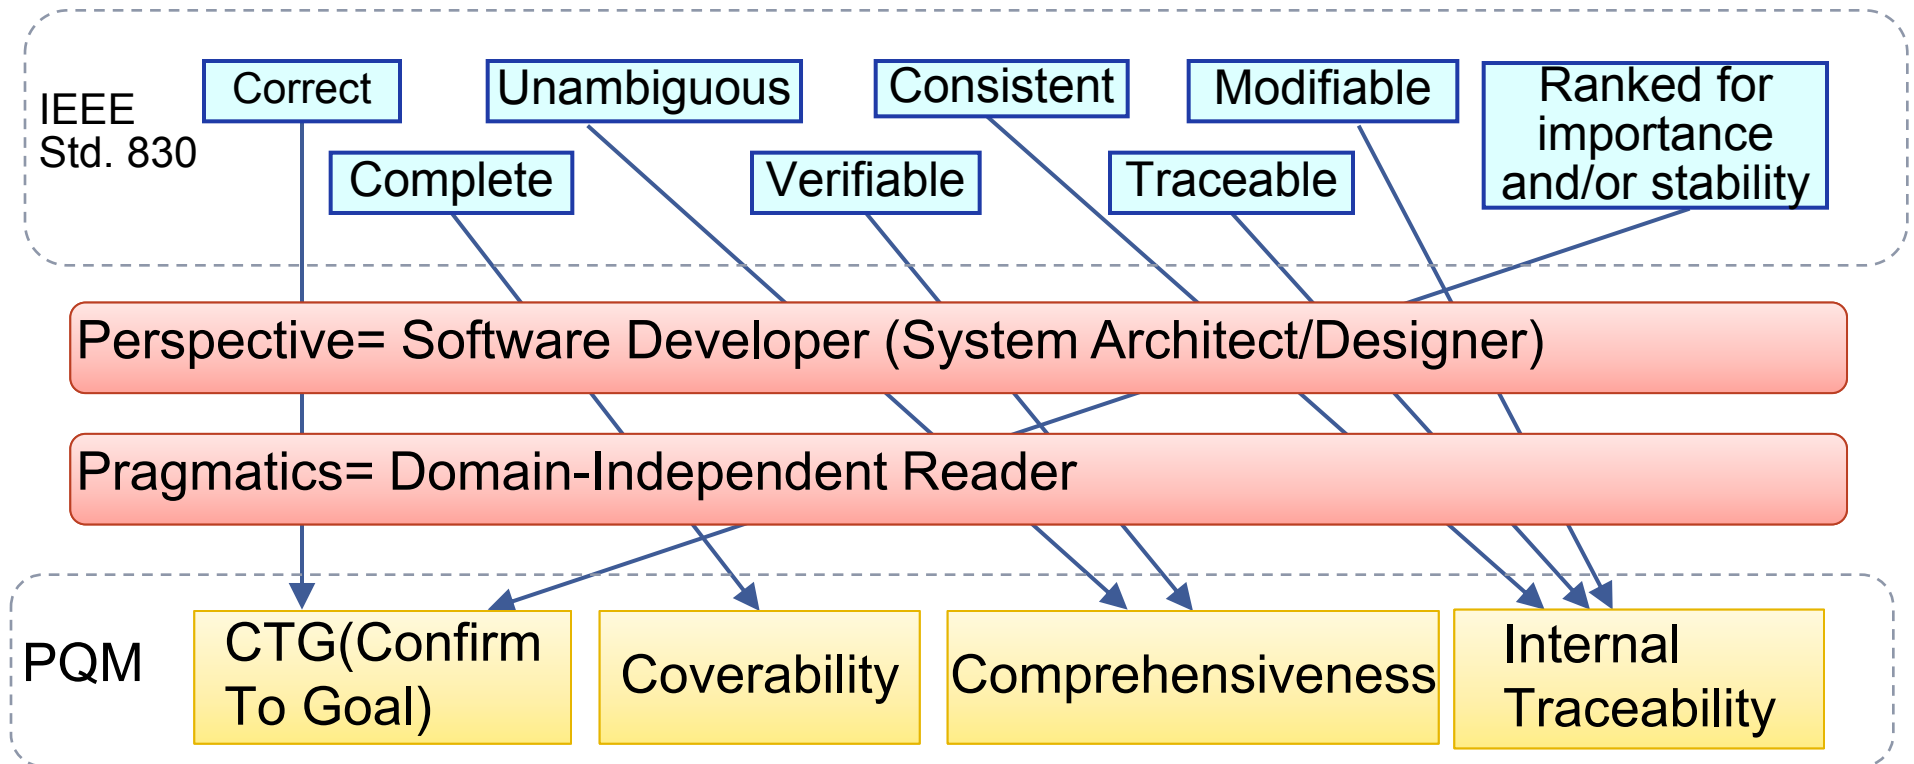 IEEE
Std. 830
Correct
Unambiguous
Consistent
Modifiable
Ranked for
importance
and/or stability
Complete
Verifiable
Traceable
Perspective= Software Developer (System Architect/Designer)
Pragmatics= Domain-Independent Reader
PQM
CTG(Confirm
To Goal)
Coverability
Comprehensiveness
Internal
Traceability